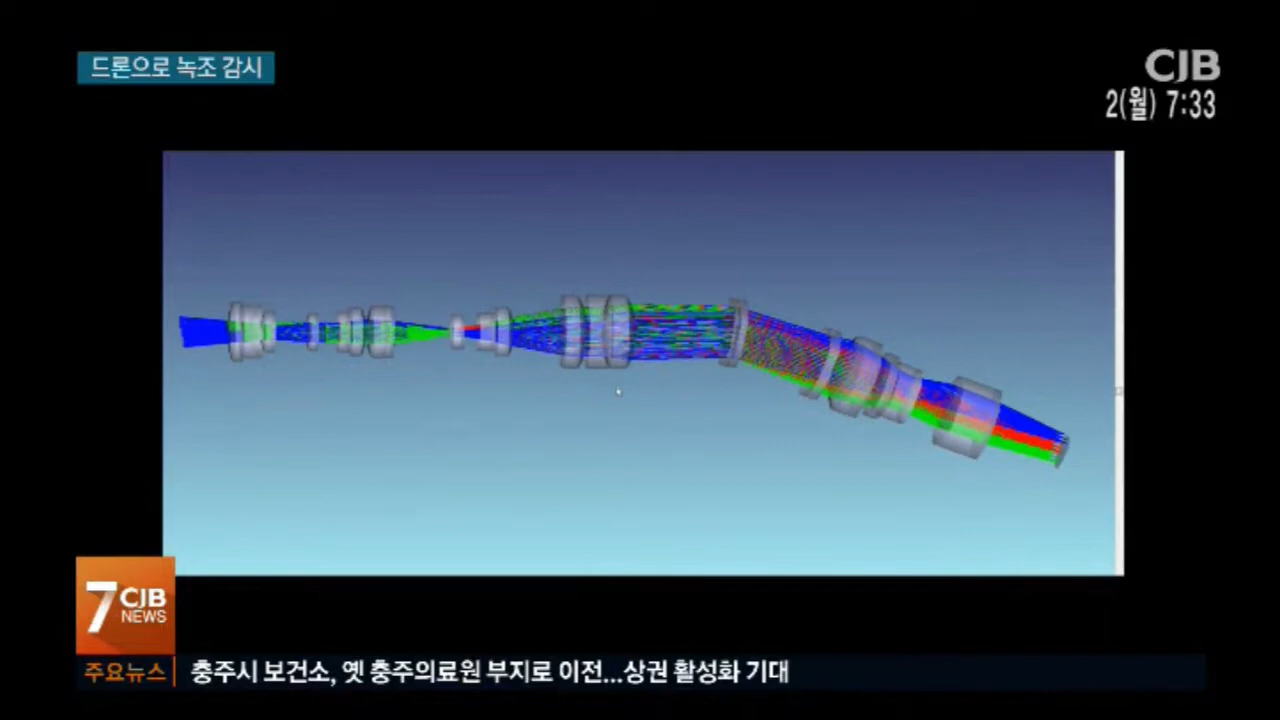 드론으로 녹조 감시
CJB
2(월) 7:33
7 CJB
NEWS
주요뉴스 충주시 보건소, 옛 충주의료원 부지로 이전...상권 활성화 기대